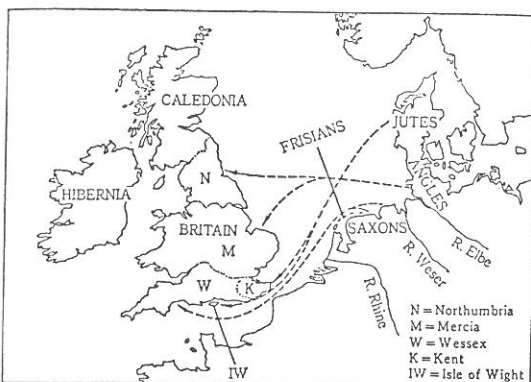 CALEDONIA
JUTES
FRISIANS
ANGLES
HIBERNIA
N
BRITAIN
M
SAXONS
R. Elbe
R. Weser
W
K
R. Rhine
IW
N = Northumbria
M = Mercia
W = Wessex
K = Kent
IW = Isle of Wight